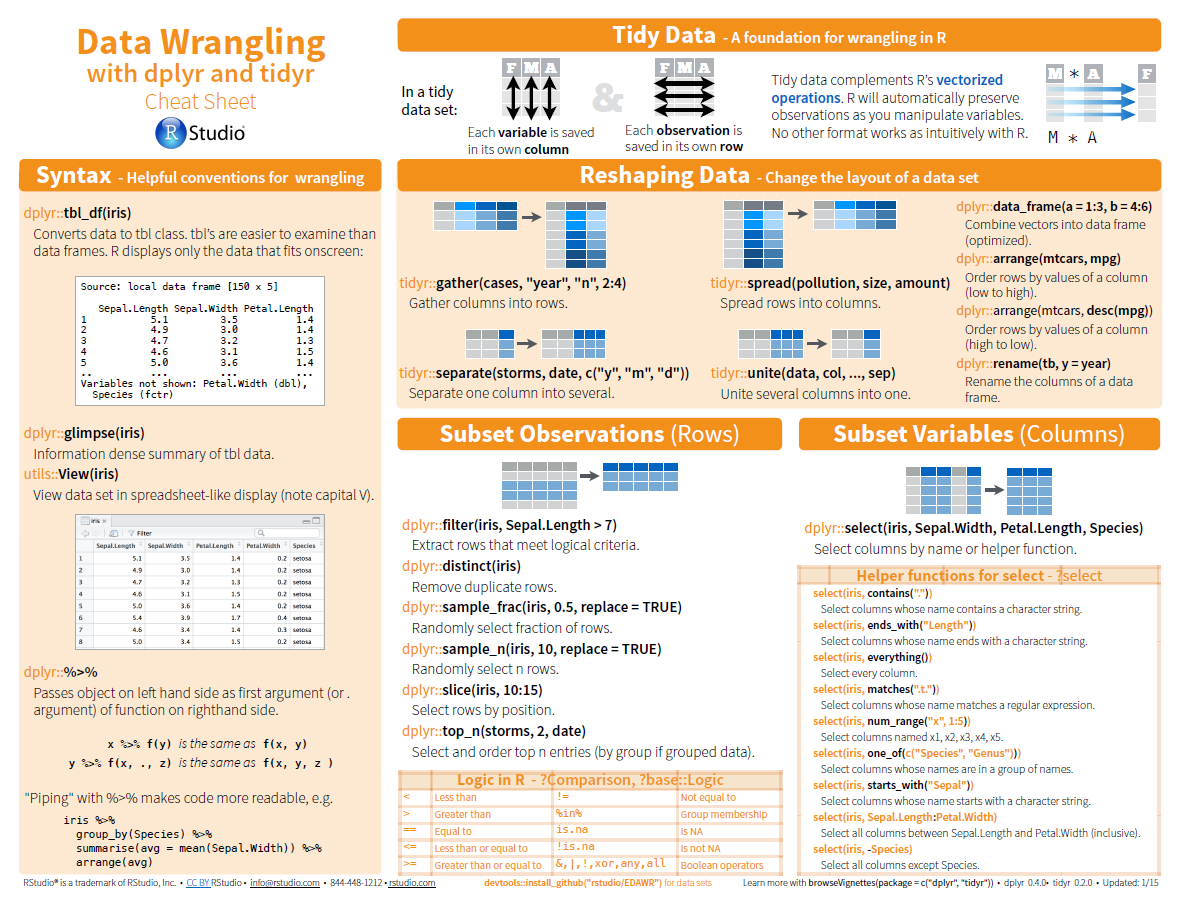 Data Wrangling
with dplyr and tidyr
Cheat Sheet
R Studio®
Tidy Data - A foundation for wrangling in R
In a tidy
data set:
F M A
Each variable is saved
in its own column
&
F M A
Each observation is
saved in its own row
Tidy data complements R's vectorized
operations. R will automatically preserve
observations as you manipulate variables.
No other format works as intuitively with R.
M * A F
M * A
Syntax - Helpful conventions for wrangling
dplyr::tbl_df(iris)
Converts data to tbl class. tbl's are easier to examine than
data frames. R displays only the data that fits onscreen:
Source: local data frame [150 x 5]
Sepal.Length Sepal.Width Petal.Length
1 5.1 3.5 1.4
2 4.9 3.0 1.4
3 4.7 3.2 1.3
4 4.6 3.1 1.5
5 5.0 3.6 1.4
.. ... ... ...
Variables not shown: Petal.Width (dbl),
Species (fctr)
dplyr::glimpse(iris)
Information dense summary of tbl data.
utils::View(iris)
View data set in spreadsheet-like display (note capital V).
iris ×
Filter
Sepal.Length Sepal.Width Petal.Length Petal.Width Species
1 5.1 3.5 1.4 0.2 setosa
2 4.9 3.0 1.4 0.2 setosa
3 4.7 3.2 1.3 0.2 setosa
4 4.6 3.1 1.5 0.2 setosa
5 5.0 3.6 1.4 0.2 setosa
6 5.4 3.9 1.7 0.4 setosa
7 4.6 3.4 1.4 0.3 setosa
8 5.0 3.4 1.5 0.2 setosa
dplyr::%>%
Passes object on left hand side as first argument (or .
argument) of function on righthand side.
x %>% f(y) is the same as f(x, y)
y %>% f(x, ., z) is the same as f(x, y, z )
"Piping" with %>% makes code more readable, e.g.
iris %>%
group_by(Species) %>%
summarise(avg = mean(Sepal.Width)) %>%
arrange(avg)
Reshaping Data - Change the layout of a data set
tidyr::gather(cases, "year", "n", 2:4)
Gather columns into rows.
tidyr::spread(pollution, size, amount)
Spread rows into columns.
tidyr::separate(storms, date, c("y", "m", "d"))
Separate one column into several.
tidyr::unite(data, col, ..., sep)
Unite several columns into one.
dplyr::data_frame(a = 1:3, b = 4:6)
Combine vectors into data frame
(optimized).
dplyr::arrange(mtcars, mpg)
Order rows by values of a column
(low to high).
dplyr::arrange(mtcars, desc(mpg))
Order rows by values of a column
(high to low).
dplyr::rename(tb, y = year)
Rename the columns of a data
frame.
Subset Observations (Rows)
dplyr::filter(iris, Sepal.Length > 7)
Extract rows that meet logical criteria.
dplyr::distinct(iris)
Remove duplicate rows.
dplyr::sample_frac(iris, 0.5, replace = TRUE)
Randomly select fraction of rows.
dplyr::sample_n(iris, 10, replace = TRUE)
Randomly select n rows.
dplyr::slice(iris, 10:15)
Select rows by position.
dplyr::top_n(storms, 2, date)
Select and order top n entries (by group if grouped data).
Logic in R - ?Comparison, ?base::Logic
< Less than != Not equal to
> Greater than %in% Group membership
== Equal to is.na Is NA
<= Less than or equal to !is.na Is not NA
>= Greater than or equal to &,|,!,xor,any,all Boolean operators
Subset Variables (Columns)
dplyr::select(iris, Sepal.Width, Petal.Length, Species)
Select columns by name or helper function.
Helper functions for select - ?select
select(iris, contains("."))
Select columns whose name contains a character string.
select(iris, ends_with("Length"))
Select columns whose name ends with a character string.
select(iris, everything())
Select every column.
select(iris, matches(".t."))
Select columns whose name matches a regular expression.
select(iris, num_range("x", 1:5))
Select columns named x1, x2, x3, x4, x5.
select(iris, one_of(c("Species", "Genus")))
Select columns whose names are in a group of names.
select(iris, starts_with("Sepal"))
Select columns whose name starts with a character string.
select(iris, Sepal.Length:Petal.Width)
Select all columns between Sepal.Length and Petal.Width (inclusive).
select(iris, -Species)
Select all columns except Species.
RStudio® is a trademark of RStudio, Inc. • CC BY RStudio • info@rstudio.com • 844-448-1212 • rstudio.com
devtools::install_github("rstudio/EDAWR") for data sets
Learn more with browseVignettes(package = c("dplyr", "tidyr")) • dplyr 0.4.0• tidyr 0.2.0 • Updated: 1/15